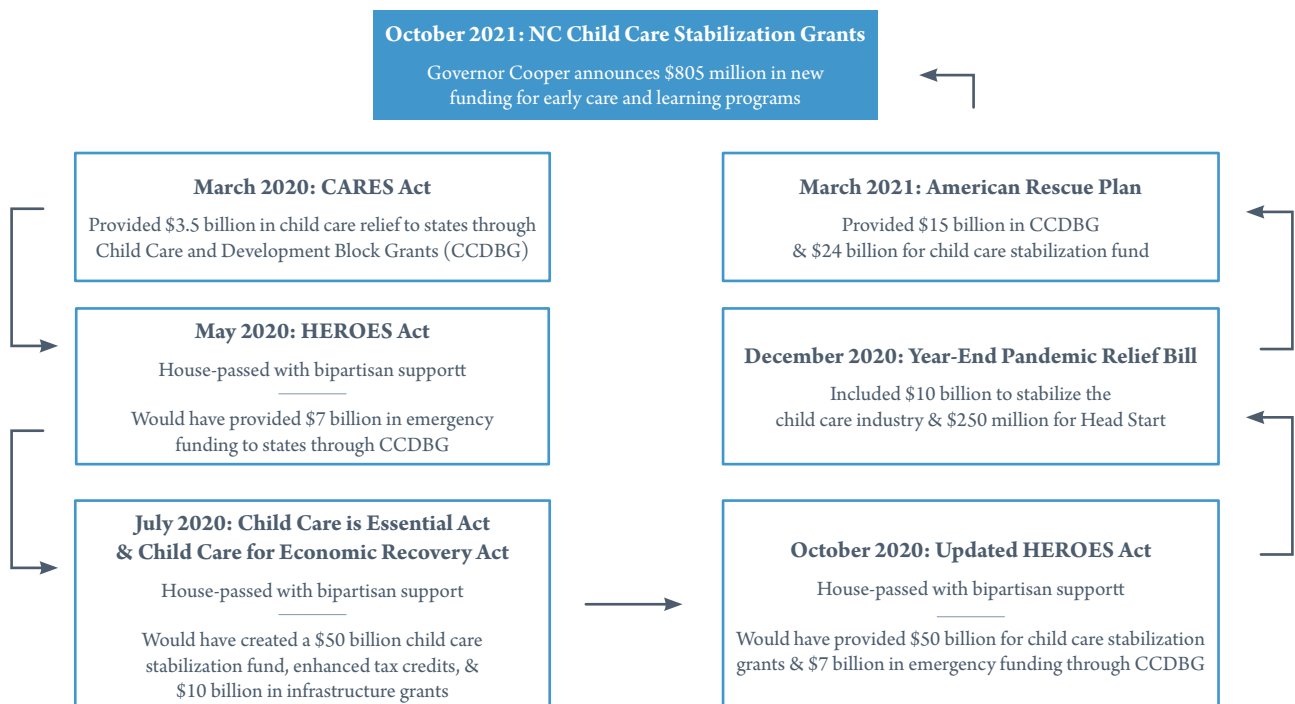 October 2021: NC Child Care Stabilization Grants
Governor Cooper announces $805 million in new
funding for early care and learning programs
March 2020: CARES Act
Provided $3.5 billion in child care relief to states through
Child Care and Development Block Grants (CCDBG)
May 2020: HEROES Act
House-passed with bipartisan supportt
Would have provided $7 billion in emergency
funding to states through CCDBG
July 2020: Child Care is Essential Act
& Child Care for Economic Recovery Act
House-passed with bipartisan support
Would have created a $50 billion child care
stabilization fund, enhanced tax credits, &
$10 billion in infrastructure grants
October 2020: Updated HEROES Act
House-passed with bipartisan supportt
Would have provided $50 billion for child care stabilization
grants & $7 billion in emergency funding through CCDBG
December 2020: Year-End Pandemic Relief Bill
Included $10 billion to stabilize the
child care industry & $250 million for Head Start
March 2021: American Rescue Plan
Provided $15 billion in CCDBG
& $24 billion for child care stabilization fund